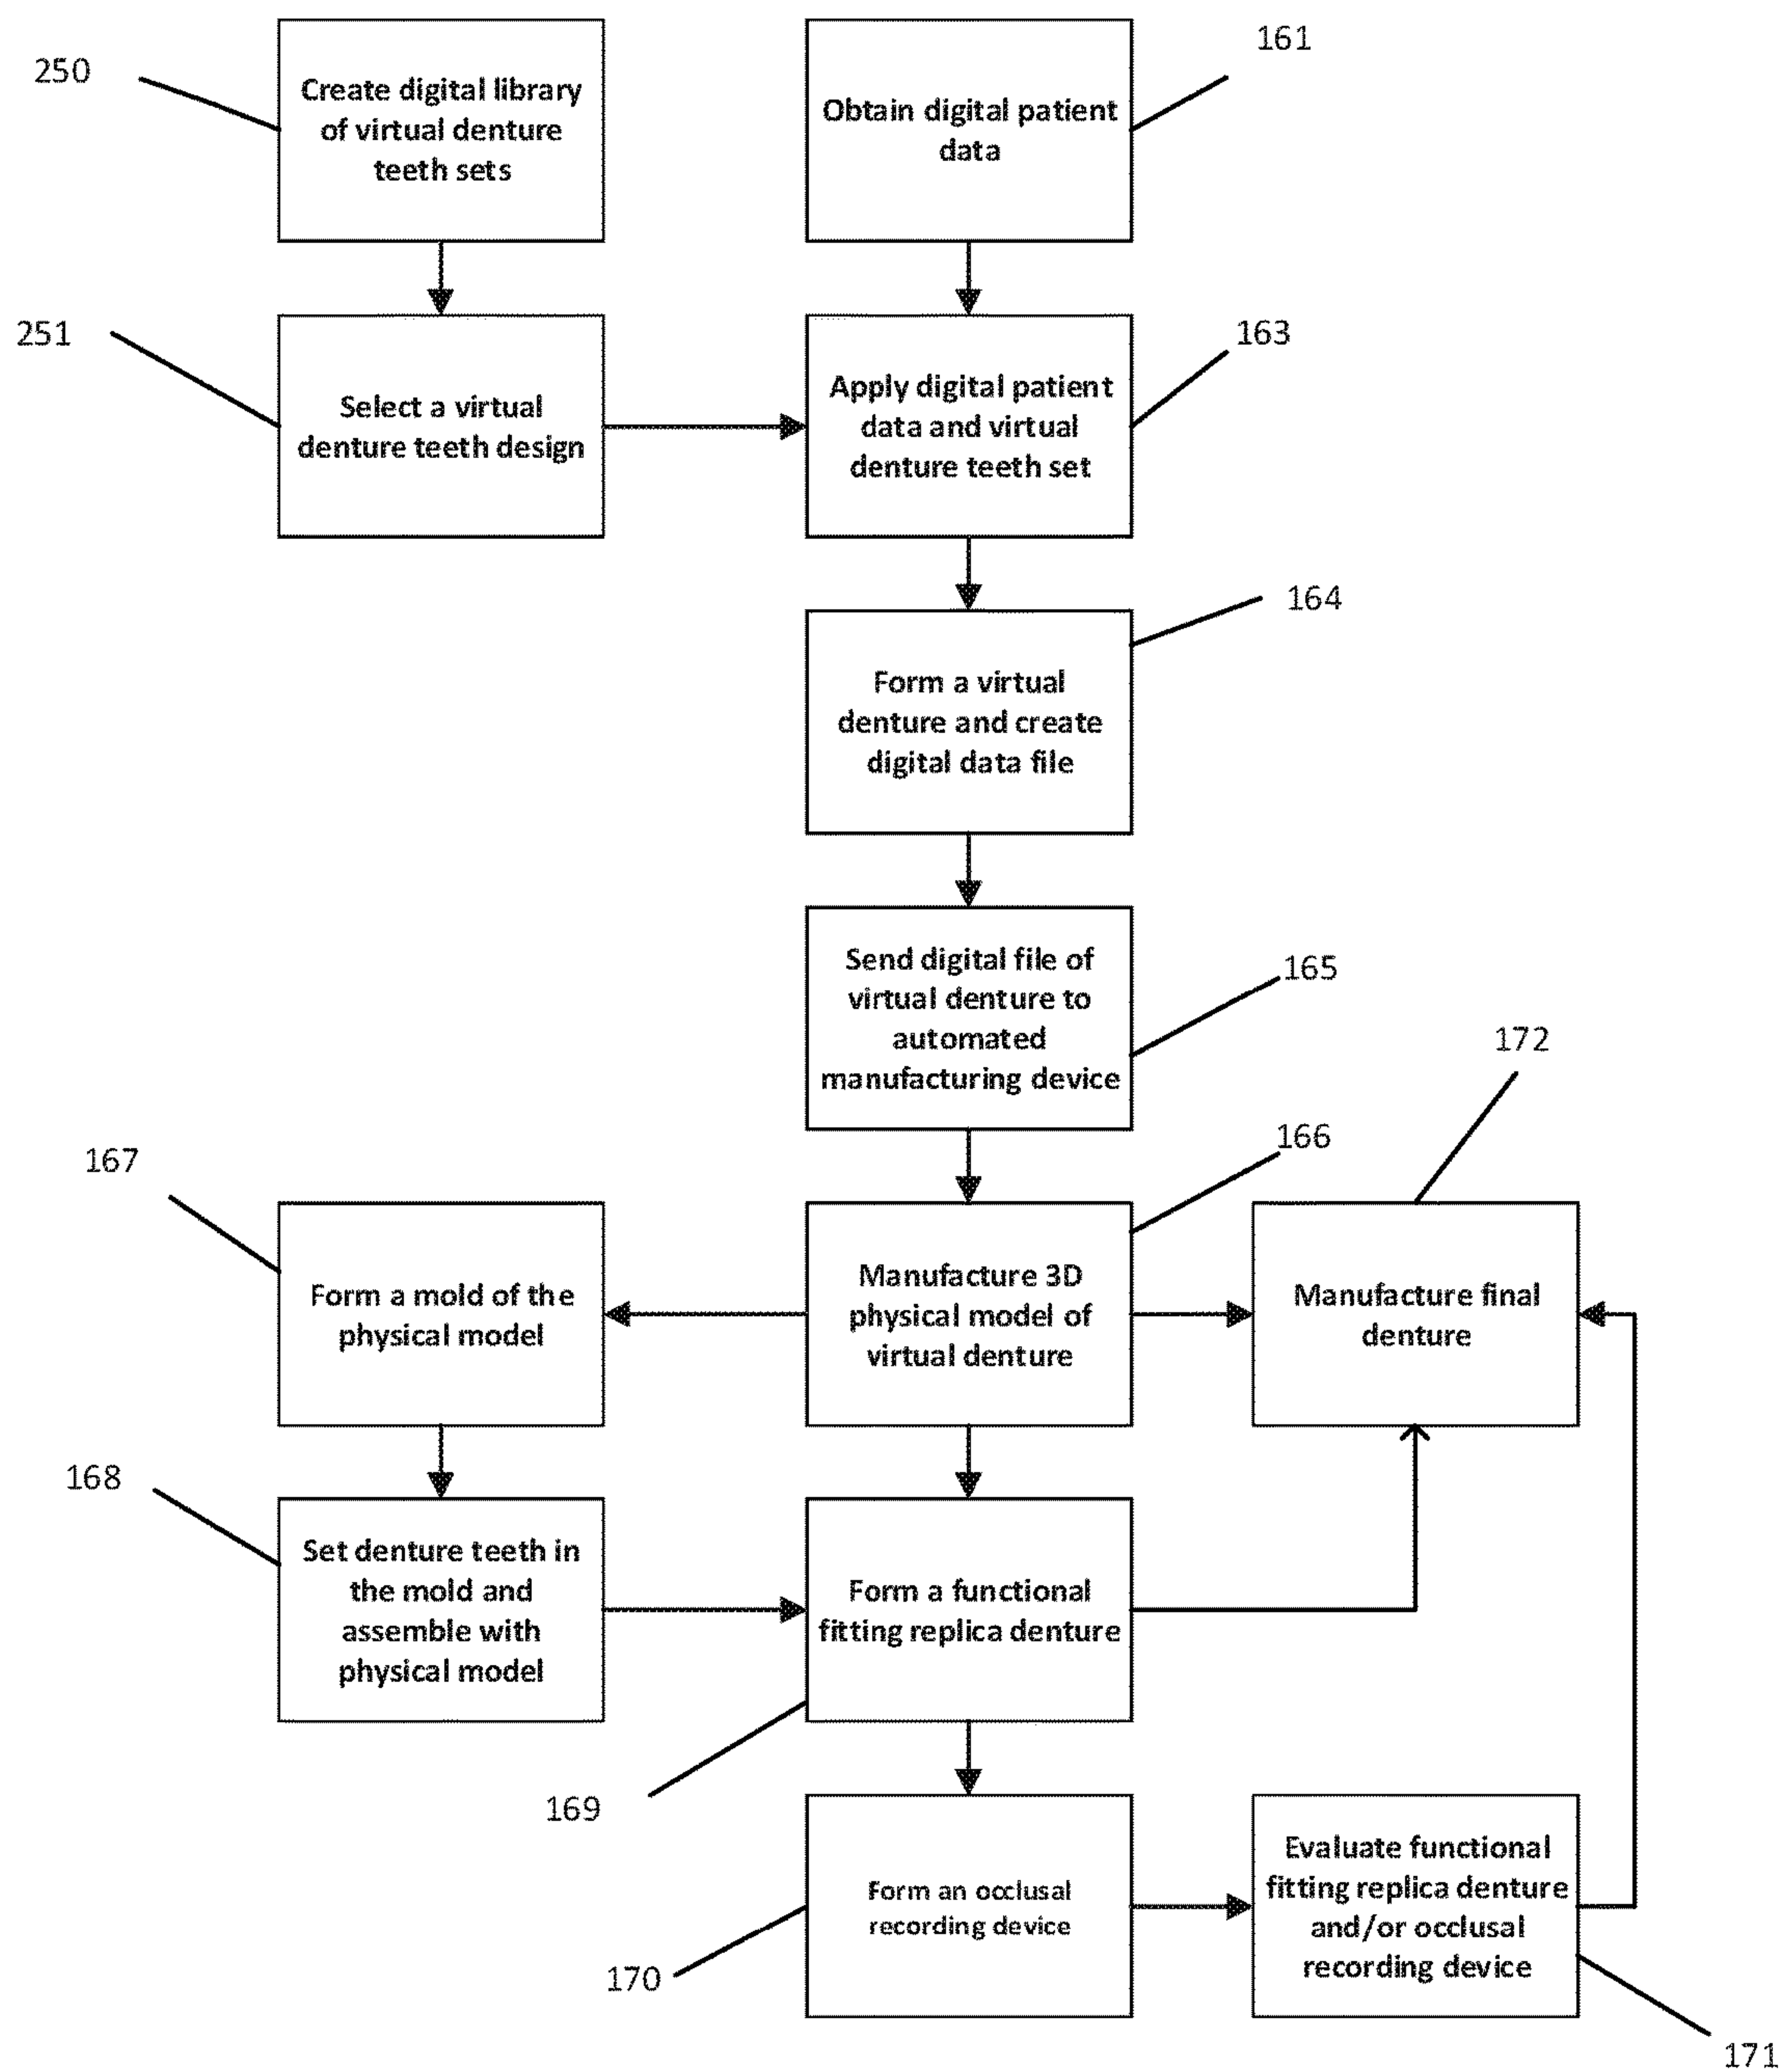 250
Create digital library
of virtual denture
teeth sets
161
Obtain digital patient
data
251
Select a virtual
denture teeth design
163
Apply digital patient
data and virtual
denture teeth set
164
Form a virtual
denture and create
digital data file
165
Send digital file of
virtual denture to
automated
manufacturing device
172
167
Form a mold of the
physical model
166
Manufacture 3D
physical model of
virtual denture
Manufacture final
denture
168
Set denture teeth in
the mold and
assemble with
physical model
Form a functional
fitting replica denture
169
Form an occlusal
recording device
170
Evaluate functional
fitting replica denture
and/or occlusal
recording device
171